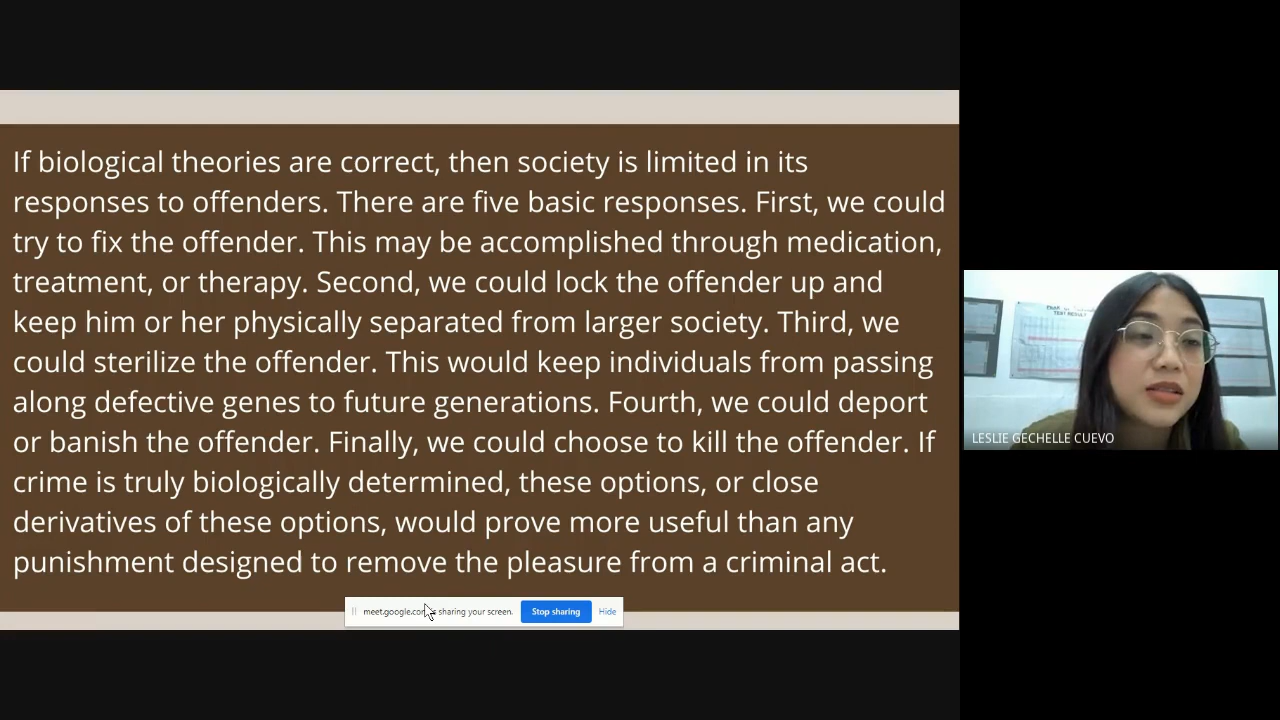 If biological theories are correct, then society is limited in its
responses to offenders. There are five basic responses. First, we could
try to fix the offender. This may be accomplished through medication,
treatment, or therapy. Second, we could lock the offender up and
keep him or her physically separated from larger society. Third, we
could sterilize the offender. This would keep individuals from passing
along defective genes to future generations. Fourth, we could deport
or banish the offender. Finally, we could choose to kill the offender. If
crime is truly biologically determined, these options, or close
derivatives of these options, would prove more useful than any
punishment designed to remove the pleasure from a criminal act.
sharing your screen.
Stop sharing
Hide
TEST RESULT
LESLIE GECHELLE CUEVO